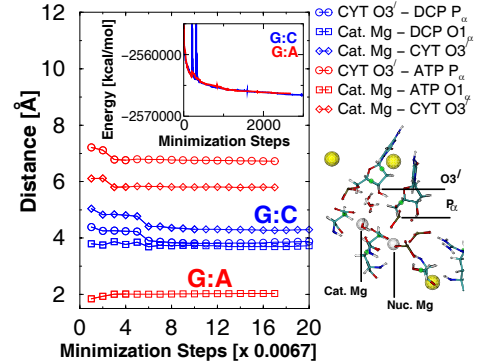 CYT O3′ – DCP Pα
Cat. Mg – DCP O1α
Cat. Mg – CYT O3′
CYT O3′ – ATP Pα
Cat. Mg – ATP O1α
Cat. Mg – CYT O3′
Energy [kcal/mol]
−2560000
−2570000
G:C
G:A
0 2000
Minimization Steps
Distance [Å]
12
10
8
6
4
2
G:C
G:A
0 2 4 6 8 10 12 14 16 18 20
Minimization Steps [x 0.0067]
O3′
Pα
Cat. Mg
Nuc. Mg